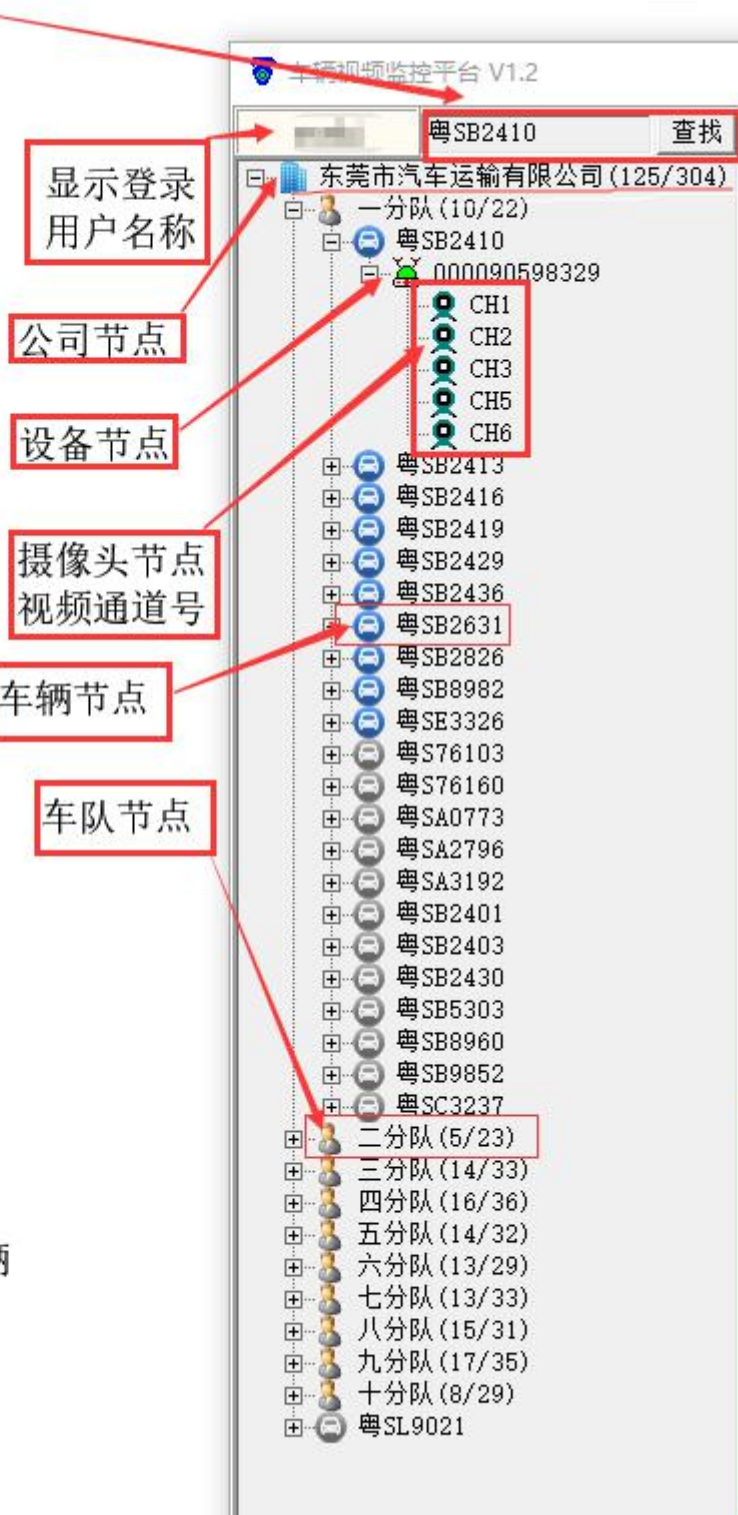 车辆视频监控平台 V1.2
粤SB2410 查找
显示登录
用户名称
公司节点
设备节点
摄像头节点
视频通道号
车辆节点
车队节点
东莞市汽车运输有限公司(125/304)
一分队(10/22)
粤SB2410
000090598329
CH1
CH2
CH3
CH5
CH6
粤SB2413
粤SB2416
粤SB2419
粤SB2429
粤SB2436
粤SB2631
粤SB2826
粤SB8982
粤SE3326
粤S76103
粤S76160
粤SA0773
粤SA2796
粤SA3192
粤SB2401
粤SB2403
粤SB2430
粤SB5303
粤SB8960
粤SB9852
粤SC3237
二分队(5/23)
三分队(14/33)
四分队(16/36)
五分队(14/32)
六分队(13/29)
七分队(13/33)
八分队(15/31)
九分队(17/35)
十分队(8/29)
粤SL9021